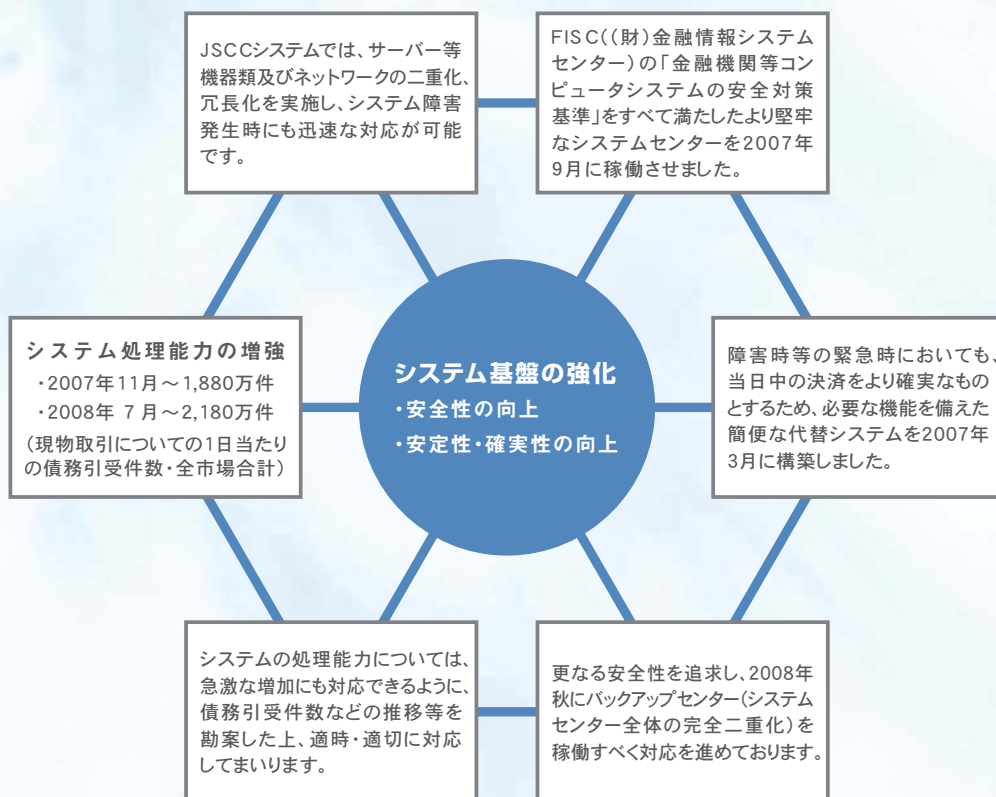 JSCCシステムでは、サーバー等
機器類及びネットワークの二重化、
冗長化を実施し、システム障害
発生時にも迅速な対応が可能
です。
FISC((財)金融情報システム
センター)の「金融機関等コン
ピュータシステムの安全対策
基準」をすべて満たしたより堅牢
なシステムセンターを2007年
9月に稼働させました。
システム処理能力の増強
・2007年11月～1,880万件
・2008年 7月～2,180万件
(現物取引についての1日当たり
の債務引受件数・全市場合計)
システム基盤の強化
・安全性の向上
・安定性・確実性の向上
障害時等の緊急時においても、
当日中の決済をより確実なもの
とするため、必要な機能を備えた
簡便な代替システムを2007年
3月に構築しました。
システムの処理能力については、
急激な増加にも対応できるように、
債務引受件数などの推移等を
勘案した上、適時・適切に対応
してまいります。
更なる安全性を追求し、2008年
秋にバックアップセンター(システム
センター全体の完全二重化)を
稼働すべく対応を進めております。